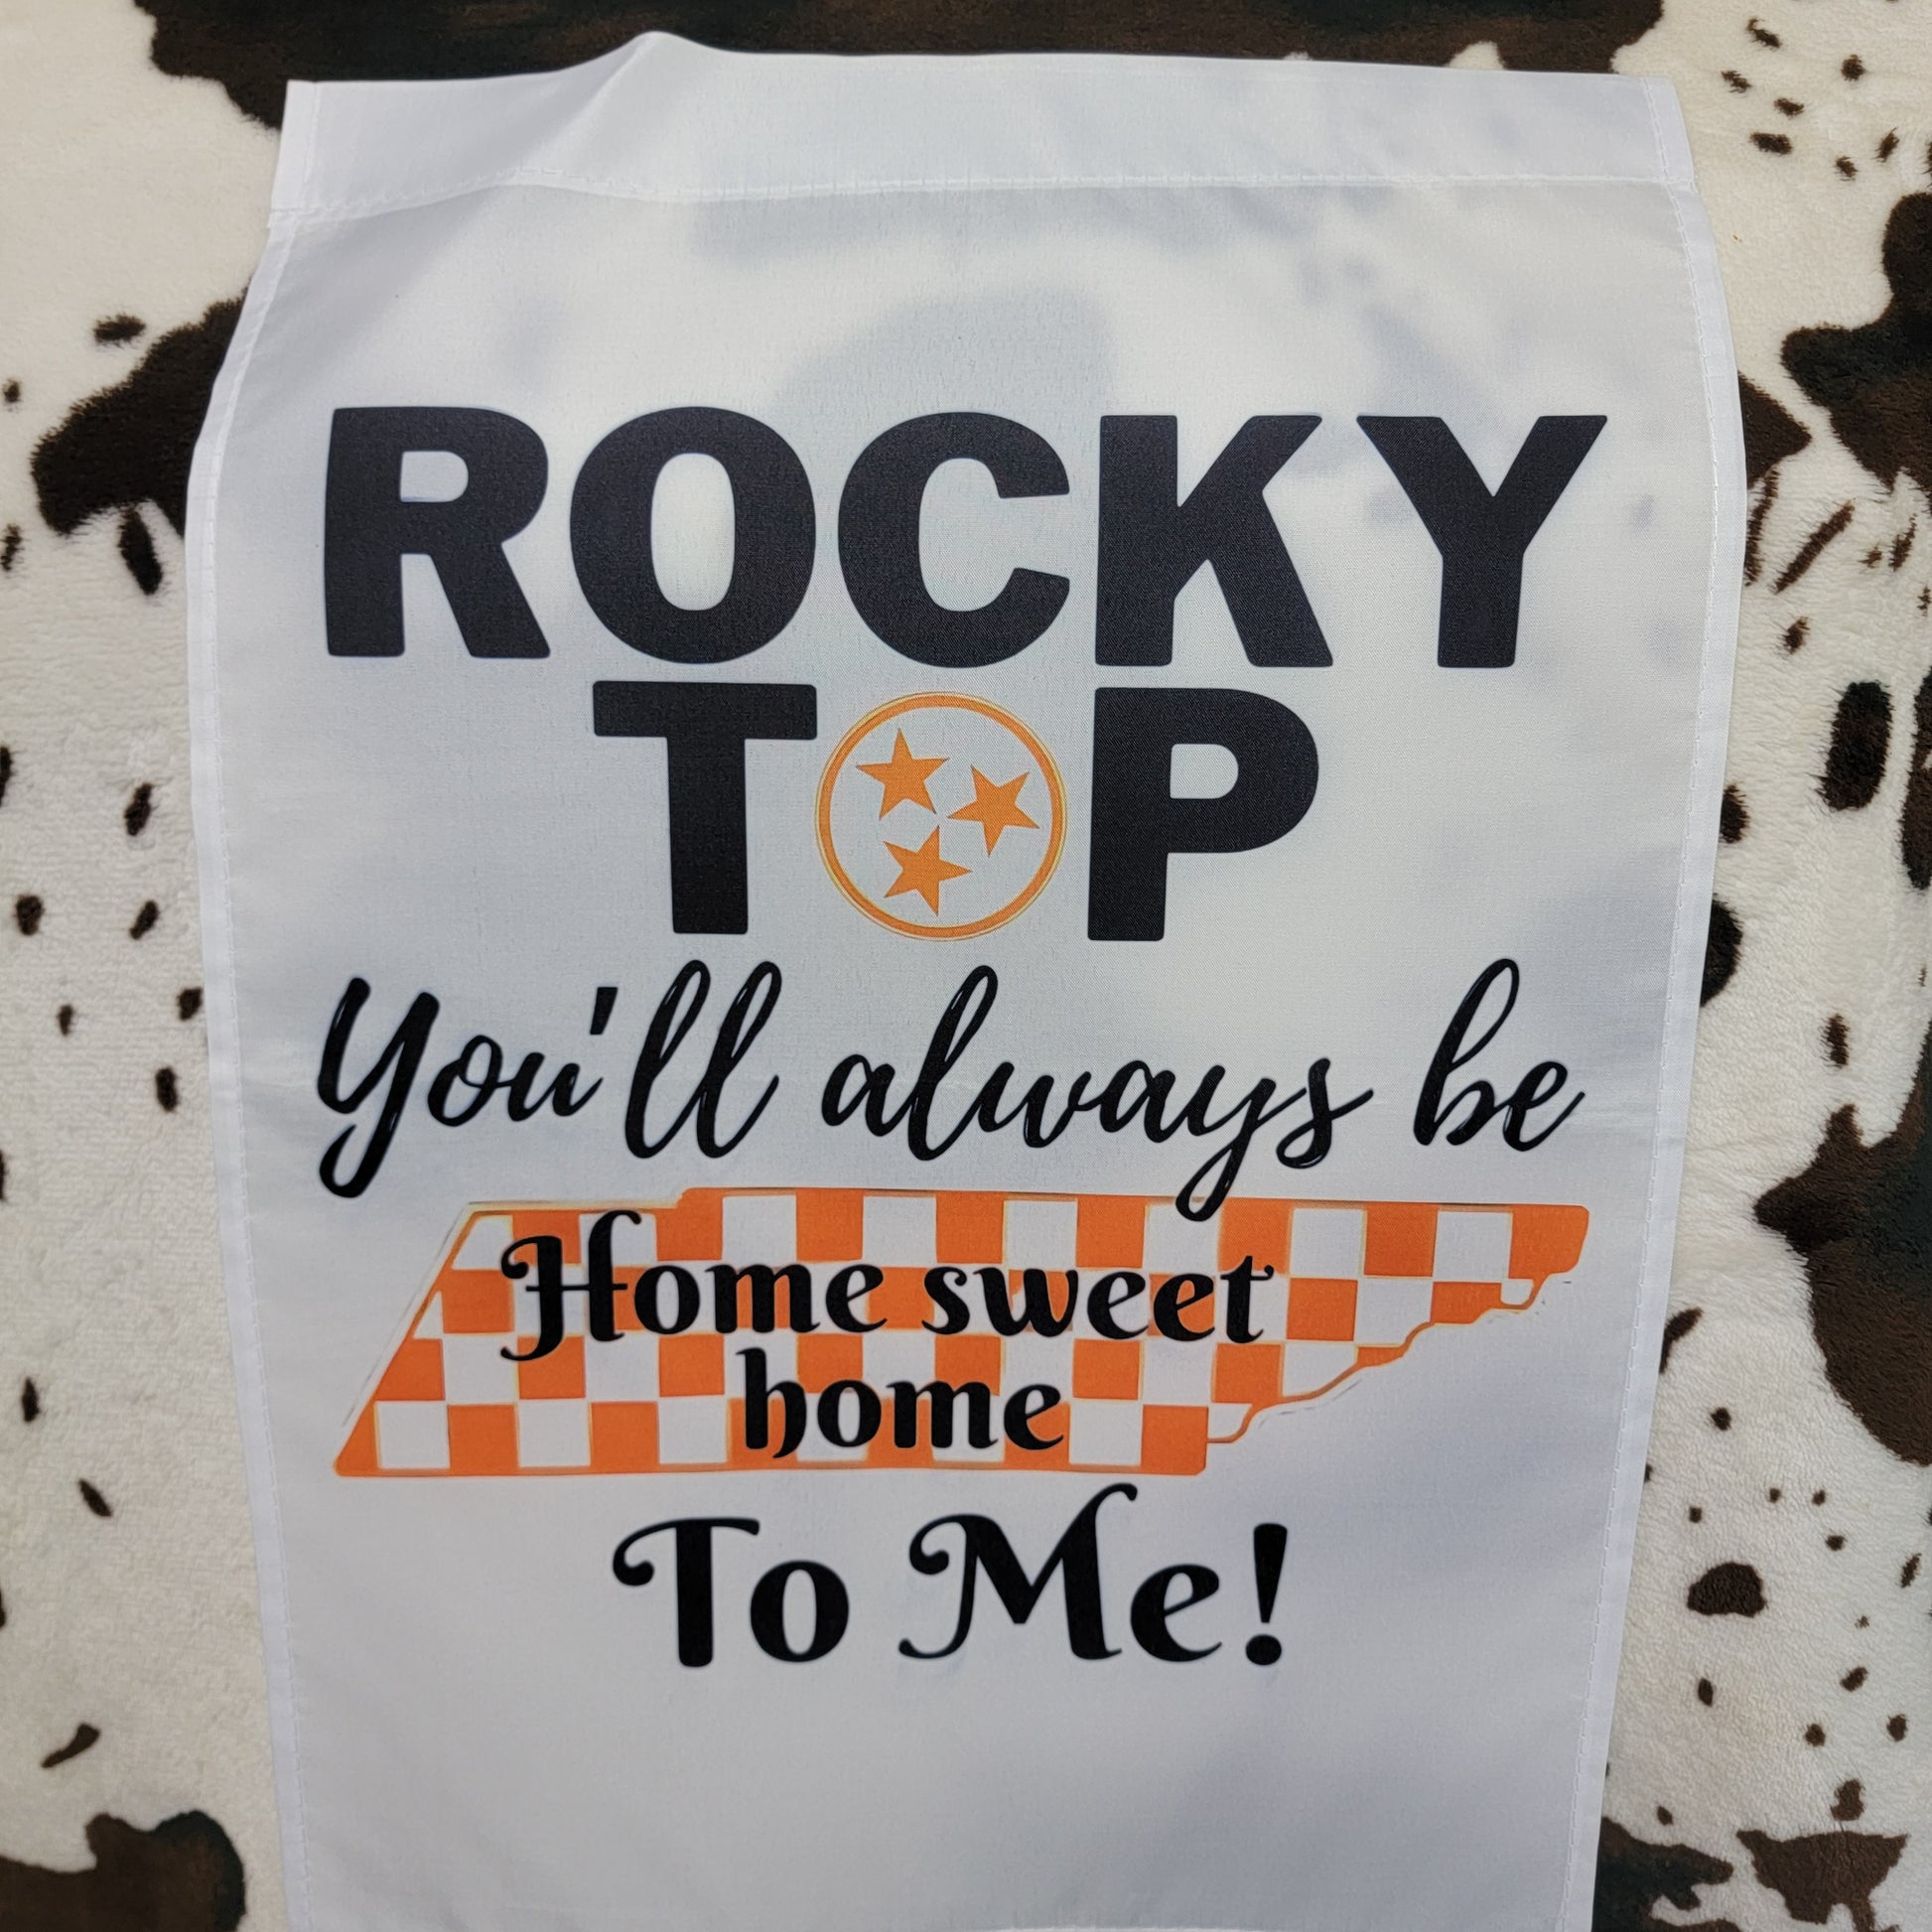 ROCKY
TOP
You'll always be
Home sweet
home
To Me!